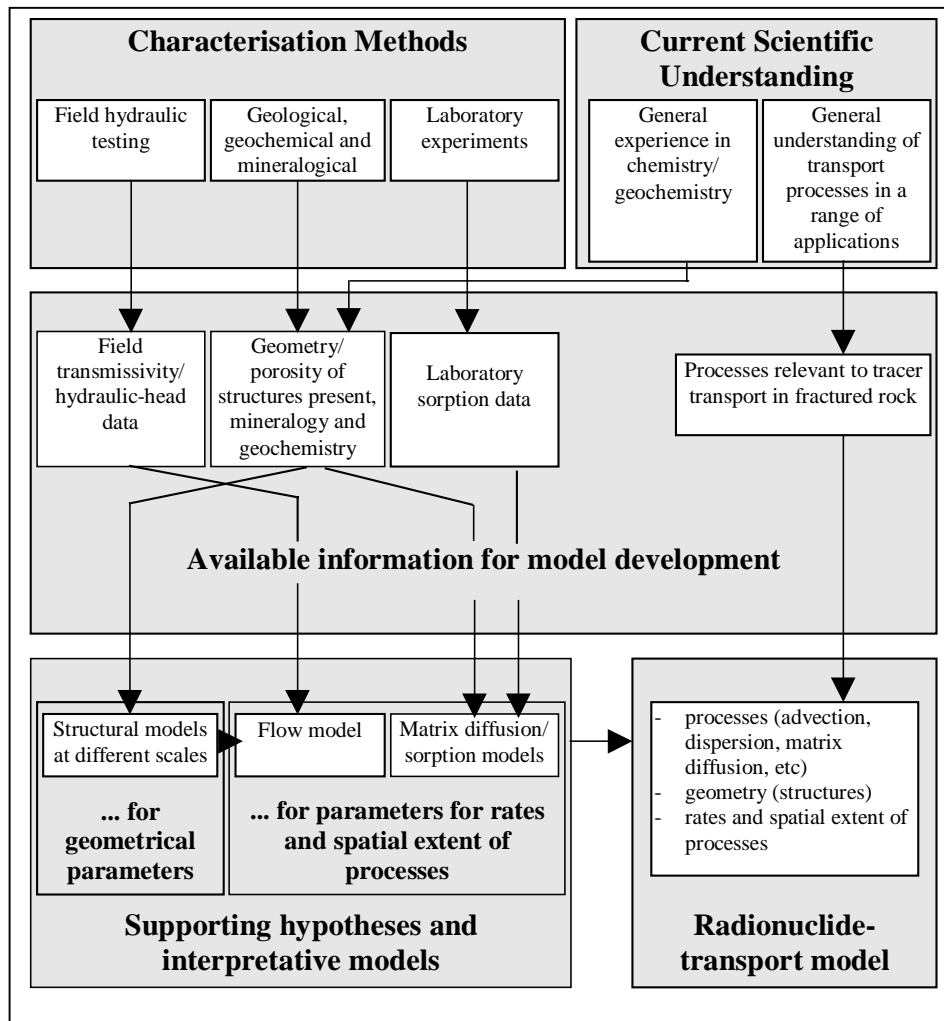 Characterisation Methods
Field hydraulic
testing
Geological,
geochemical and
mineralogical
Laboratory
experiments
Current Scientific
Understanding
General
experience in
chemistry/
geochemistry
General
understanding of
transport
processes in a
range of
applications
Field
transmissivity/
hydraulic-head
data
Geometry/
porosity of
structures present,
mineralogy and
geochemistry
Laboratory
sorption data
Processes relevant to tracer
transport in fractured rock
Available information for model development
Structural models
at different scales
... for
geometrical
parameters
Flow model
Matrix diffusion/
sorption models
... for parameters for rates
and spatial extent of
processes
Supporting hypotheses and
interpretative models
- processes (advection,
dispersion, matrix
diffusion, etc)
- geometry (structures)
- rates and spatial extent of
processes
Radionuclide-
transport model